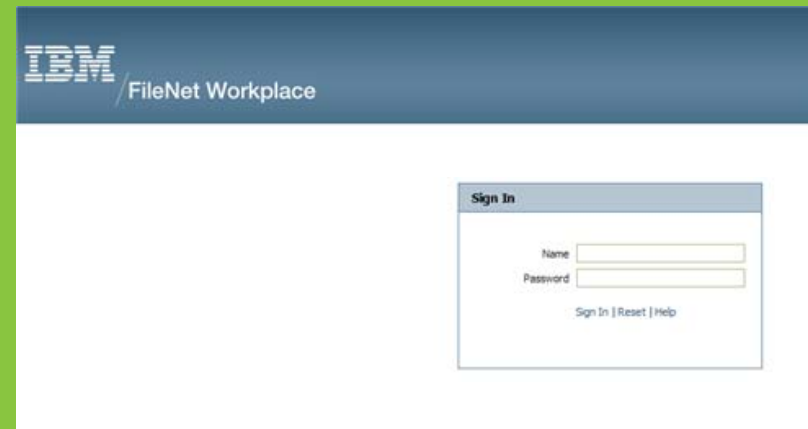 IBM
FileNet Workplace
Sign In
Name
Password
Sign In | Reset | Help